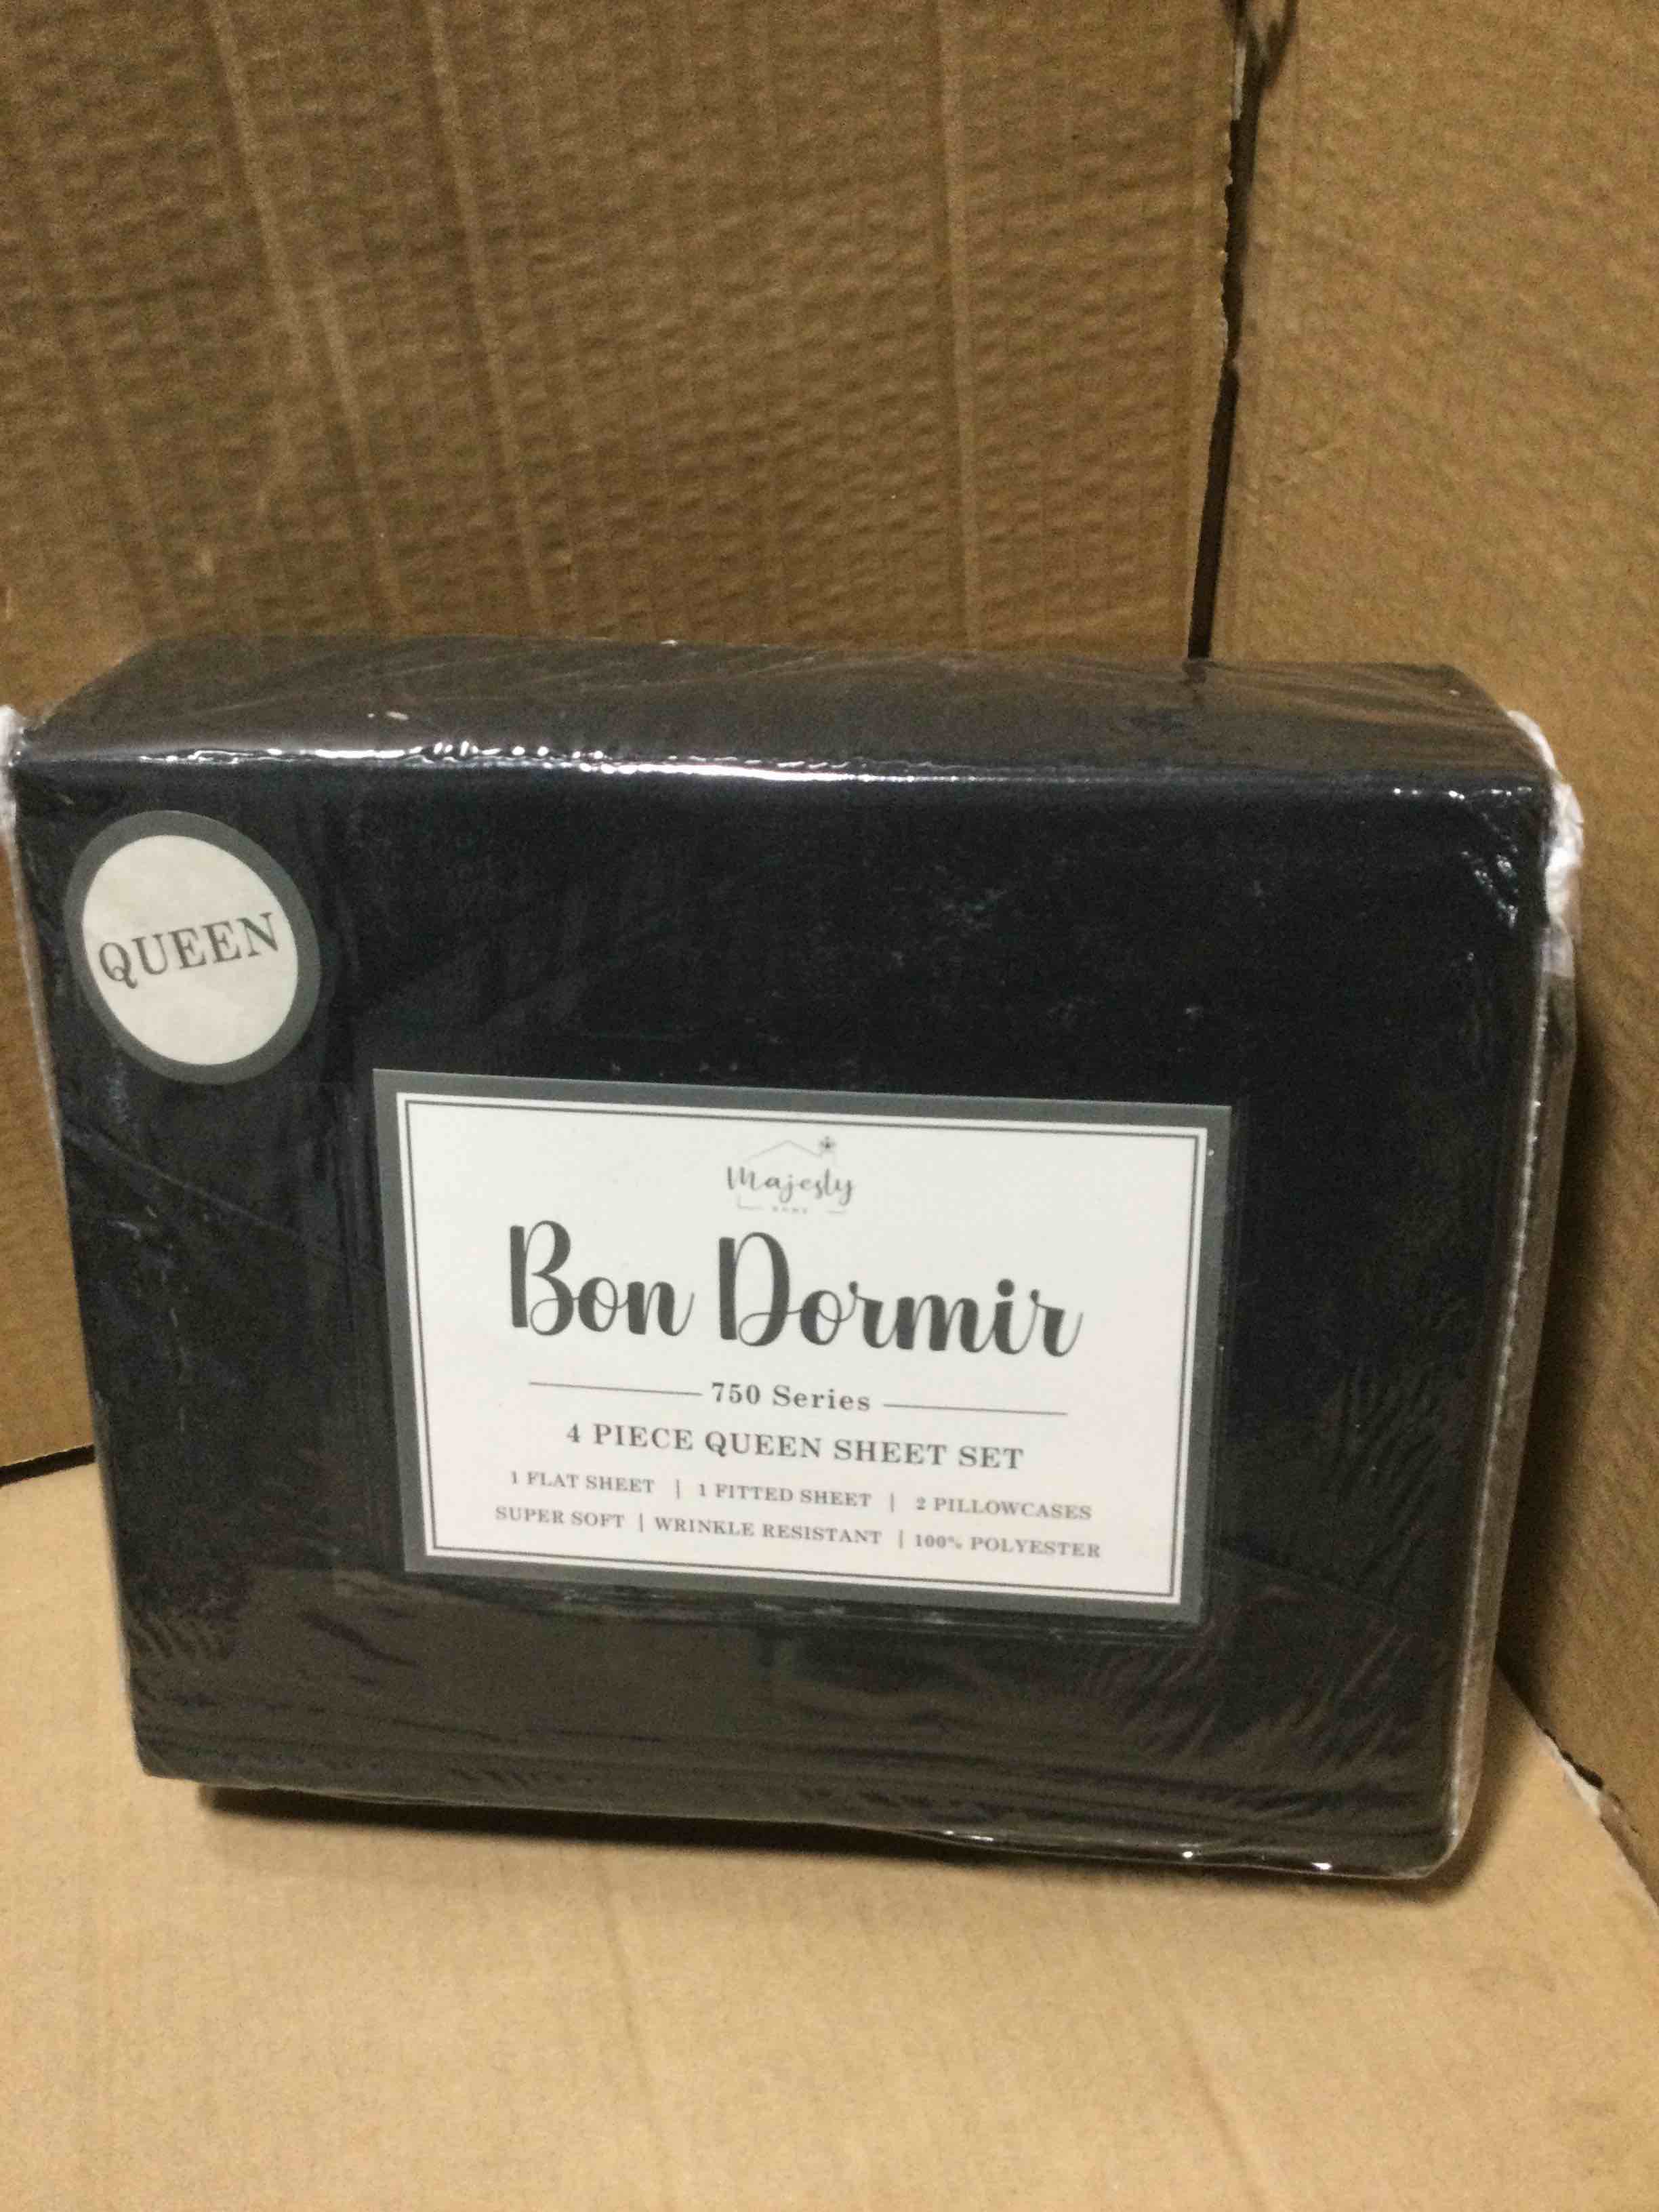 QUEEN
Majesty
HOME
Bon Dormir
750 Series
4 PIECE QUEEN SHEET SET
1 FLAT SHEET | 1 FITTED SHEET | 2 PILLOWCASES
SUPER SOFT | WRINKLE RESISTANT | 100% POLYESTER